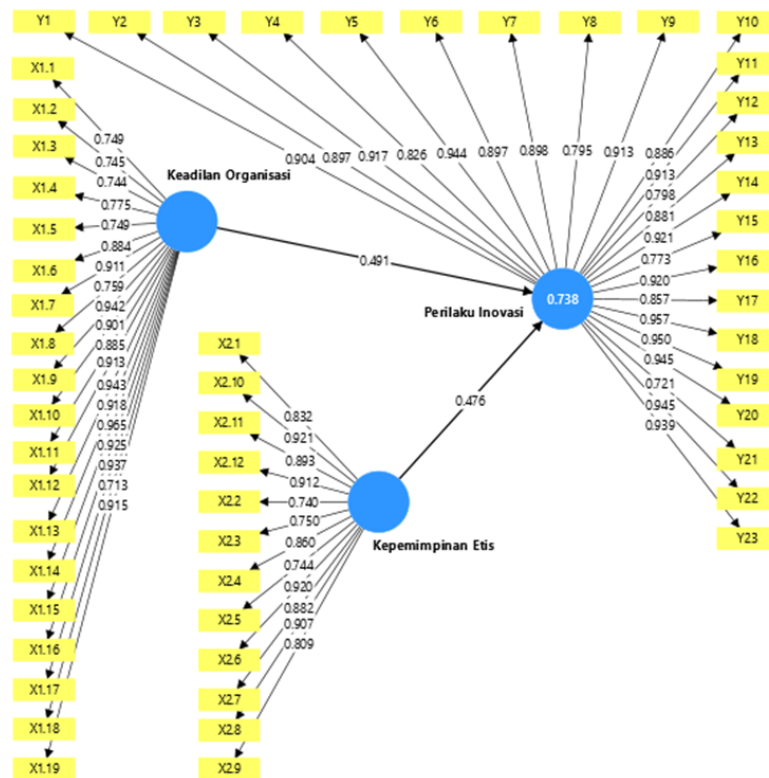 Y1 Y2 Y3 Y4 Y5 Y6 Y7 Y8 Y9 Y10
X1.1
X1.2
X1.3
X1.4
X1.5
X1.6
X1.7
X1.8
X1.9
X1.10
X1.11
X1.12
X1.13
X1.14
X1.15
X1.16
X1.17
X1.18
X1.19
0.749
0.745
0.744
0.775
0.749
0.884
0.911
0.759
0.942
0.901
0.885
0.913
0.943
0.918
0.965
0.925
0.937
0.713
0.915
Keadilan Organisasi
0.491
0.904 0.897 0.917 0.826 0.944 0.897 0.898 0.795 0.913
0.886
0.913
0.798
0.881
0.921
0.773
0.920
0.857
0.957
0.950
0.945
0.721
0.945
0.939
0.738
Perilaku Inovasi
Y11
Y12
Y13
Y14
Y15
Y16
Y17
Y18
Y19
Y20
Y21
Y22
Y23
0.476
X2.1
X2.10
X2.11
X2.12
X2.2
X2.3
X2.4
X2.5
X2.6
X2.7
X2.8
X2.9
0.832
0.921
0.893
0.912
0.740
0.750
0.860
0.744
0.920
0.882
0.907
0.809
Kepemimpinan Etis